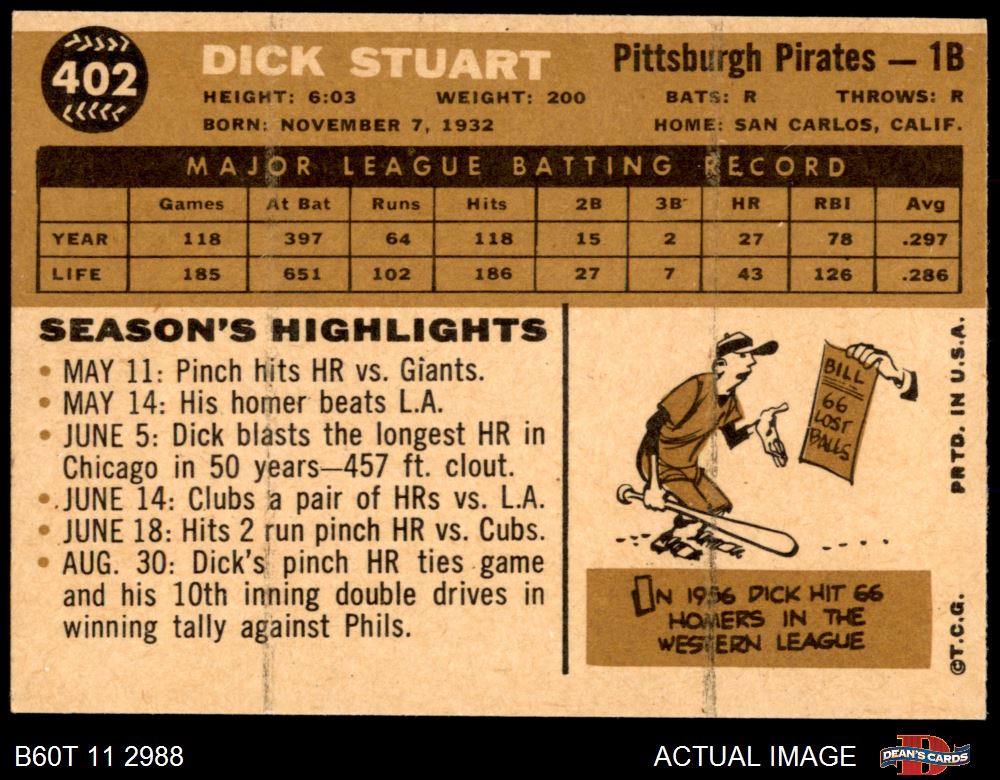 402
DICK STUART
Pittsburgh Pirates — 1B
HEIGHT: 6:03 WEIGHT: 200 BATS: R THROWS: R
BORN: NOVEMBER 7, 1932 HOME: SAN CARLOS, CALIF.
MAJOR LEAGUE BATTING RECORD
Games At Bat Runs Hits 2B 3B HR RBI Avg
YEAR 118 397 64 118 15 2 27 78 .297
LIFE 185 651 102 186 27 7 43 126 .286
SEASON'S HIGHLIGHTS
• MAY 11: Pinch hits HR vs. Giants.
• MAY 14: His homer beats L.A.
• JUNE 5: Dick blasts the longest HR in
Chicago in 50 years—457 ft. clout.
• JUNE 14: Clubs a pair of HRs vs. L.A.
• JUNE 18: Hits 2 run pinch HR vs. Cubs.
• AUG. 30: Dick's pinch HR ties game
and his 10th inning double drives in
winning tally against Phils.
BILL
66
LOST
BALLS
IN 1956 DICK HIT 66
HOMERS IN THE
WESTERN LEAGUE
©T.C.G. PRTD. IN U.S.A.
B60T 11 2988
ACTUAL IMAGE
DEAN'S CARDS